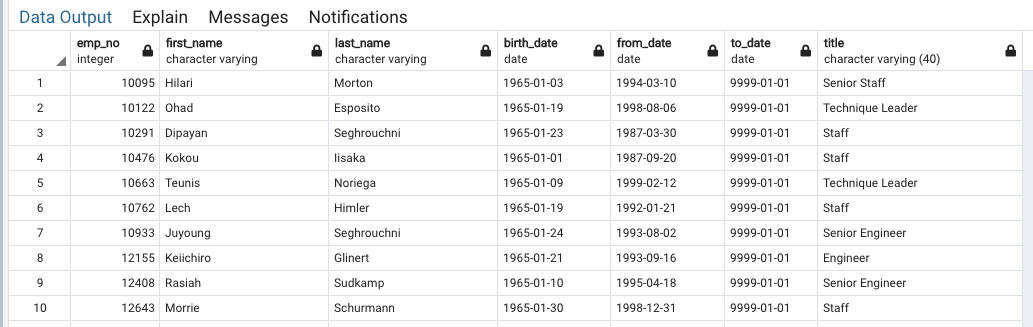 Data Output Explain Messages Notifications
emp_no first_name last_name birth_date from_date to_date title
integer character varying character varying date date date character varying (40)
1 10095 Hilari Morton 1965-01-03 1994-03-10 9999-01-01 Senior Staff
2 10122 Ohad Esposito 1965-01-19 1998-08-06 9999-01-01 Technique Leader
3 10291 Dipayan Seghrouchni 1965-01-23 1987-03-30 9999-01-01 Staff
4 10476 Kokou Iisaka 1965-01-01 1987-09-20 9999-01-01 Staff
5 10663 Teunis Noriega 1965-01-09 1999-02-12 9999-01-01 Technique Leader
6 10762 Lech Himler 1965-01-19 1992-01-21 9999-01-01 Staff
7 10933 Juyoung Seghrouchni 1965-01-24 1993-08-02 9999-01-01 Senior Engineer
8 12155 Keiichiro Glinert 1965-01-21 1993-09-16 9999-01-01 Engineer
9 12408 Rasiah Sudkamp 1965-01-10 1995-04-18 9999-01-01 Senior Engineer
10 12643 Morrie Schurmann 1965-01-30 1998-12-31 9999-01-01 Staff